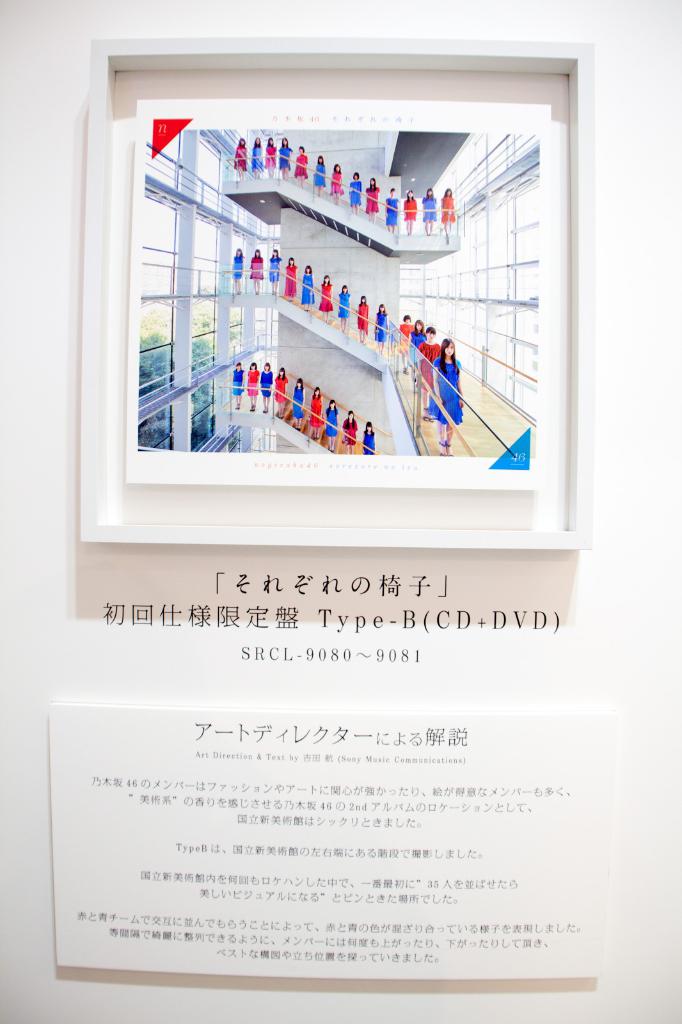 n
乃木坂46 それぞれの椅子
46
nogizaka46 sorezore no isu
「それぞれの椅子」
初回仕様限定盤 Type-B(CD+DVD)
SRCL-9080～9081
アートディレクターによる解説
Art Direction & Text by 吉田 航 (Sony Music Communications)
乃木坂46のメンバーはファッションやアートに関心が強かったり、絵が得意なメンバーも多く、
”美術系”の香りを感じさせる乃木坂46の2ndアルバムのロケーションとして、
国立新美術館はシックリときました。
TypeBは、国立新美術館の左右端にある階段で撮影しました。
国立新美術館内を何回もロケハンした中で、一番最初に”35人を並ばせたら
美しいビジュアルになる”とピンときた場所でした。
赤と青チームで交互に並んでもらうことによって、赤と青の色が混ざり合っている様子を表現しました。
等間隔で綺麗に整列できるように、メンバーには何度も上がったり、下がったりして頂き、
ベストな構図や立ち位置を探っていきました。